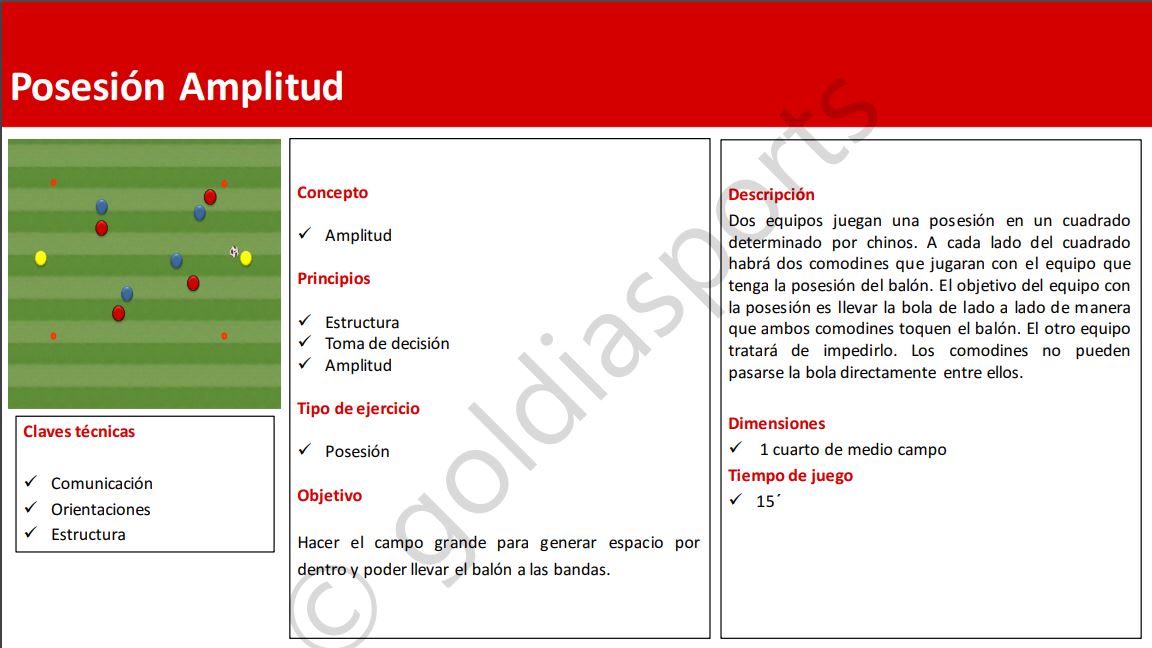 Posesión Amplitud
Claves técnicas
✓ Comunicación
✓ Orientaciones
✓ Estructura
Concepto
✓ Amplitud
Principios
✓ Estructura
✓ Toma de decisión
✓ Amplitud
Tipo de ejercicio
✓ Posesión
Objetivo
Hacer el campo grande para generar espacio por
dentro y poder llevar el balón a las bandas.
Descripción
Dos equipos juegan una posesión en un cuadrado
determinado por chinos. A cada lado del cuadrado
habrá dos comodines que jugaran con el equipo que
tenga la posesión del balón. El objetivo del equipo con
la posesión es llevar la bola de lado a lado de manera
que ambos comodines toquen el balón. El otro equipo
tratará de impedirlo. Los comodines no pueden
pasarse la bola directamente entre ellos.
Dimensiones
✓ 1 cuarto de medio campo
Tiempo de juego
✓ 15´
© goldiasports